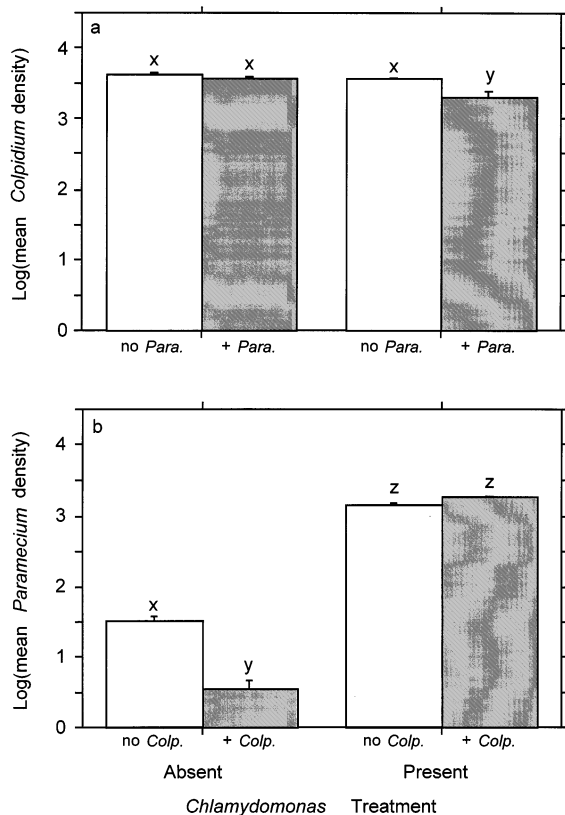 a
Log(mean Colpidium density)
4
3
2
1
0
x
x
x
y
no Para.
+ Para.
no Para.
+ Para.
b
Log(mean Paramecium density)
4
3
2
1
0
x
y
z
z
no Colp.
+ Colp.
no Colp.
+ Colp.
Absent
Present
Chlamydomonas Treatment